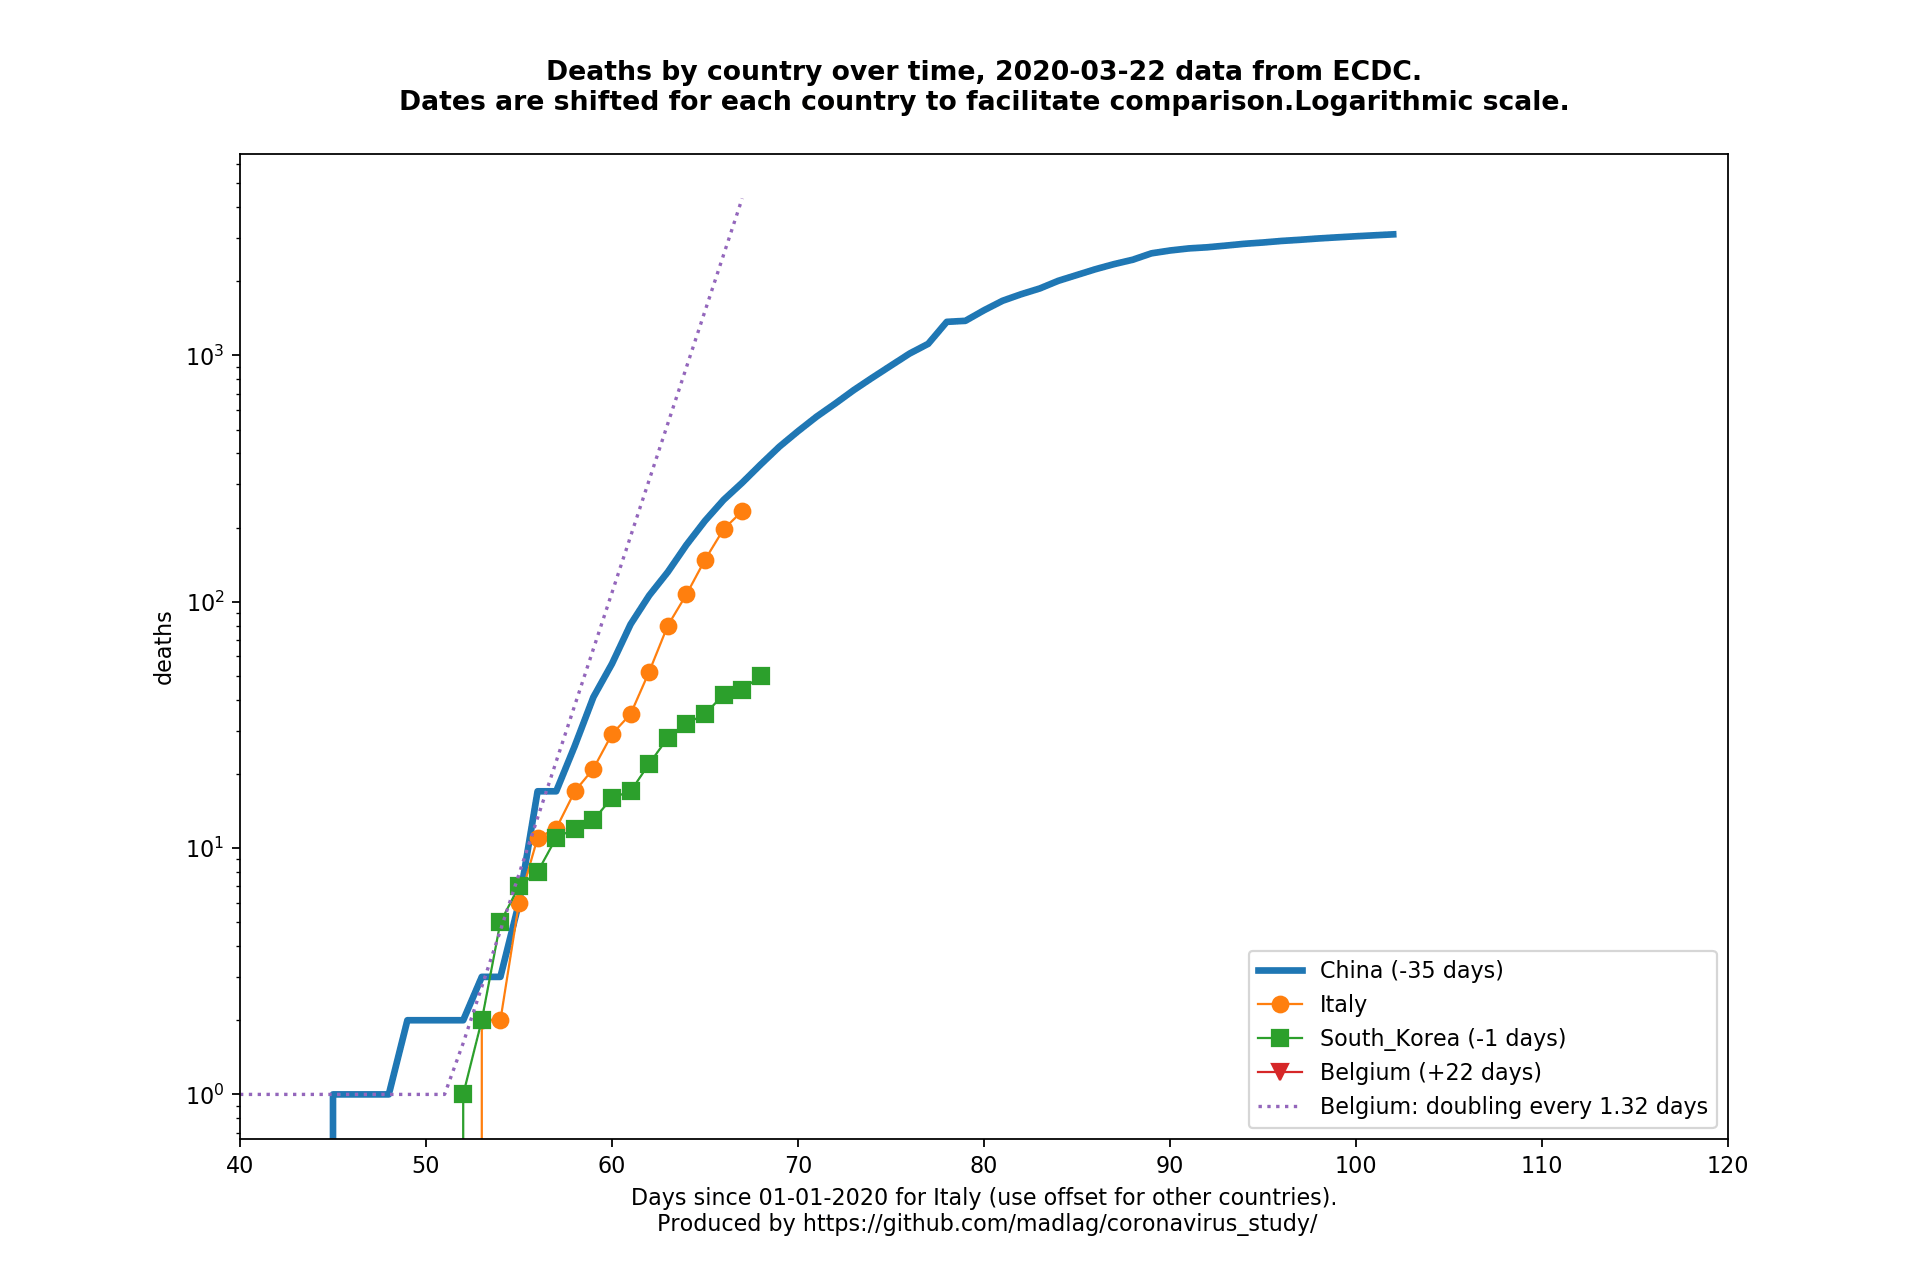 Deaths by country over time, 2020-03-22 data from ECDC.
Dates are shifted for each country to facilitate comparison.Logarithmic scale.
deaths
10³
10²
10¹
10⁰
40 50 60 70 80 90 100 110 120
China (-35 days)
Italy
South_Korea (-1 days)
Belgium (+22 days)
Belgium: doubling every 1.32 days
Days since 01-01-2020 for Italy (use offset for other countries).
Produced by https://github.com/madlag/coronavirus_study/